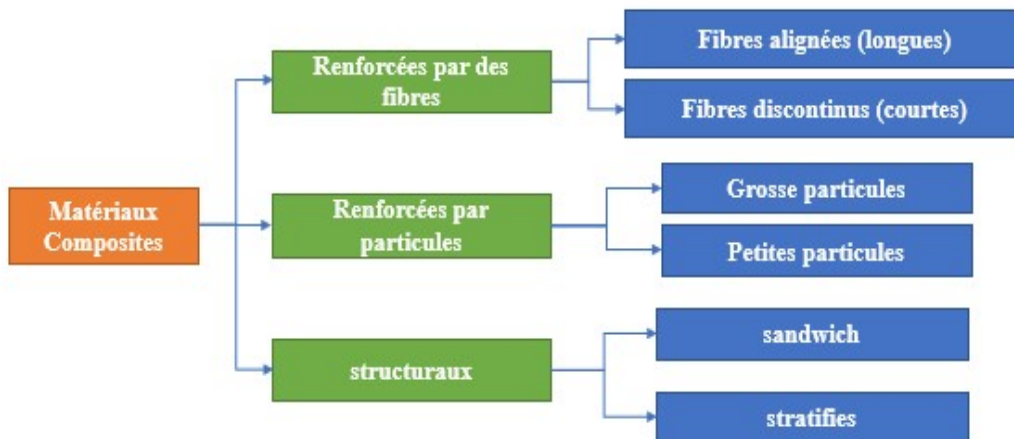 Matériaux
Composites
Renforcées par des
fibres
Fibres alignées (longues)
Fibres discontinus (courtes)
Renforcées par
particules
Grosse particules
Petites particules
structuraux
sandwich
stratifies